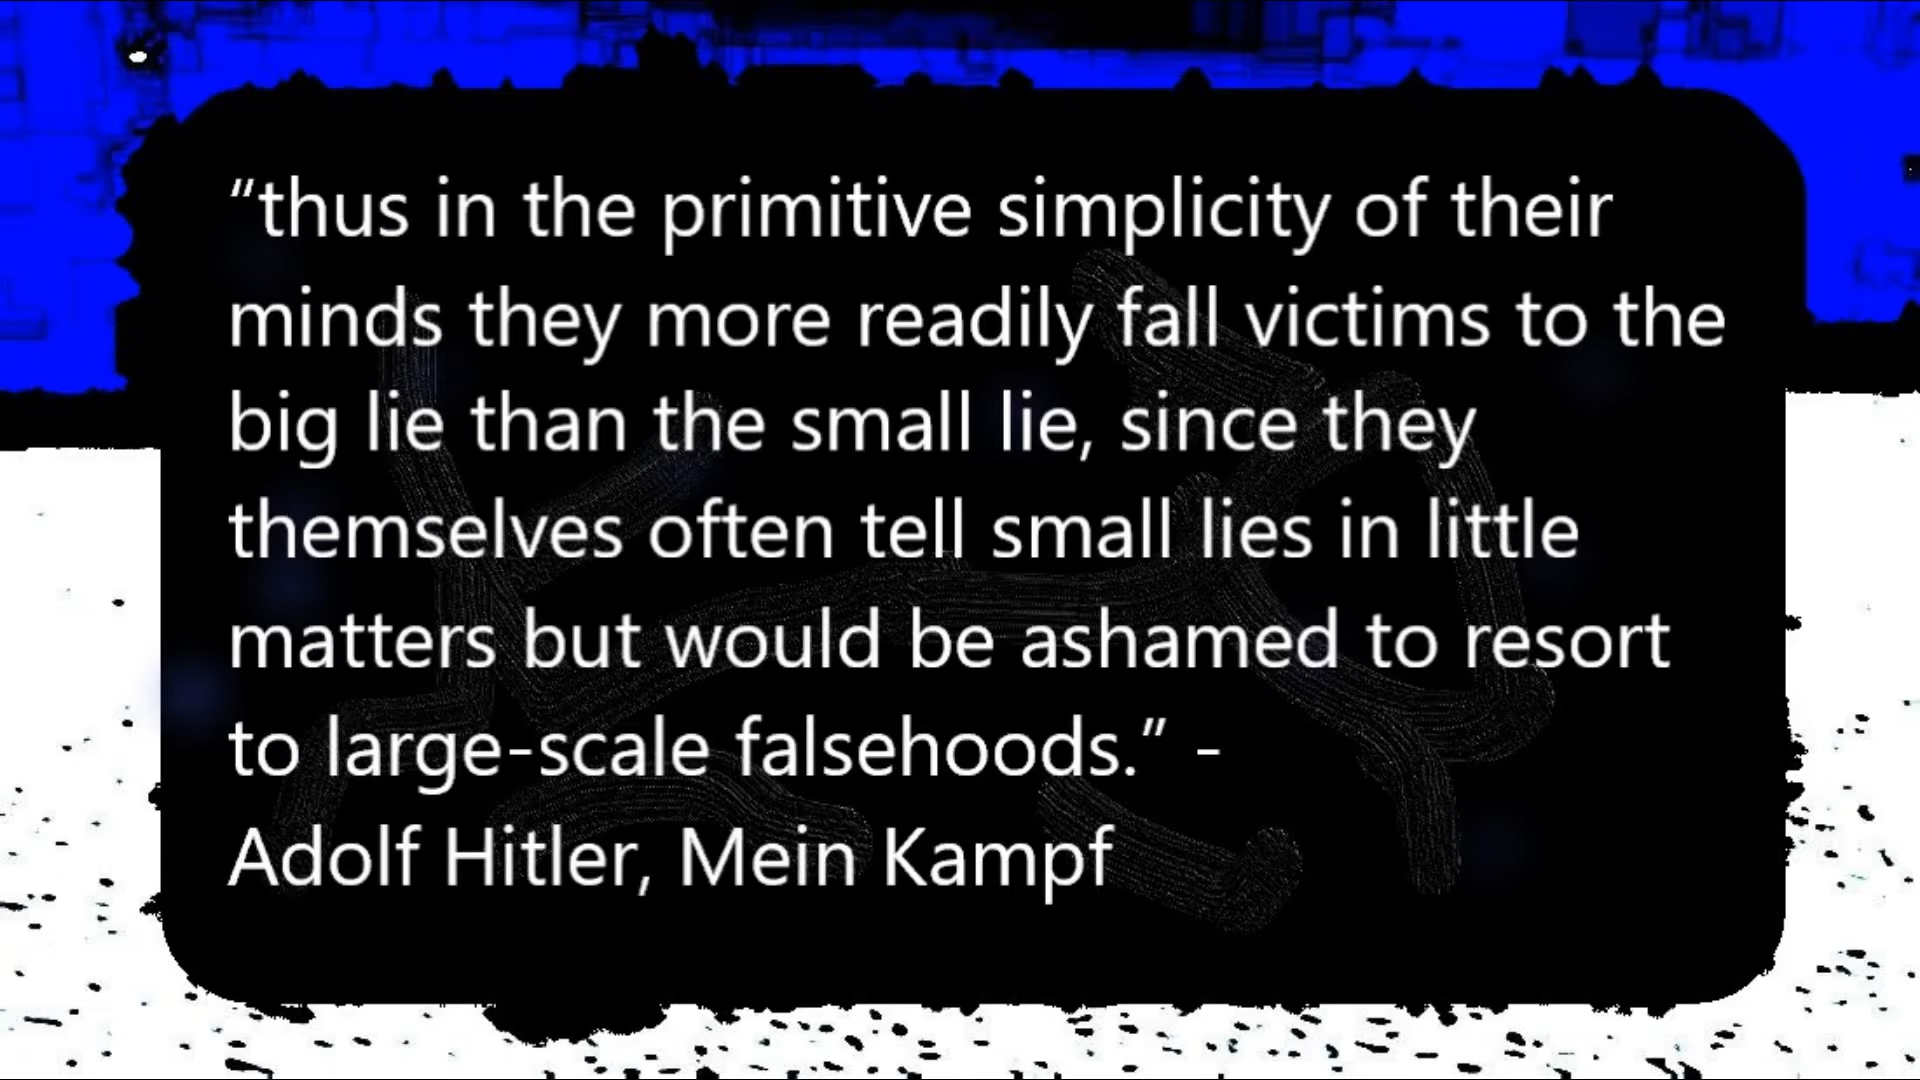 “thus in the primitive simplicity of their
minds they more readily fall victims to the
big lie than the small lie, since they
themselves often tell small lies in little
matters but would be ashamed to resort
to large-scale falsehoods.” -
Adolf Hitler, Mein Kampf